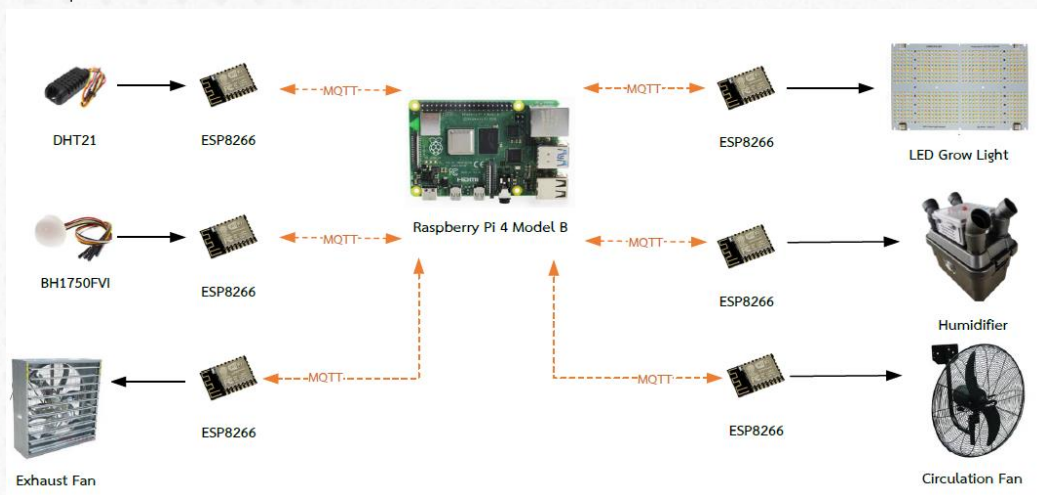 DHT21
ESP8266
MQTT
Raspberry Pi 4 Model B
MQTT
ESP8266
LED Grow Light
BH1750FVI
ESP8266
MQTT
MQTT
ESP8266
Humidifier
Exhaust Fan
ESP8266
MQTT
MQTT
ESP8266
Circulation Fan
HDMI